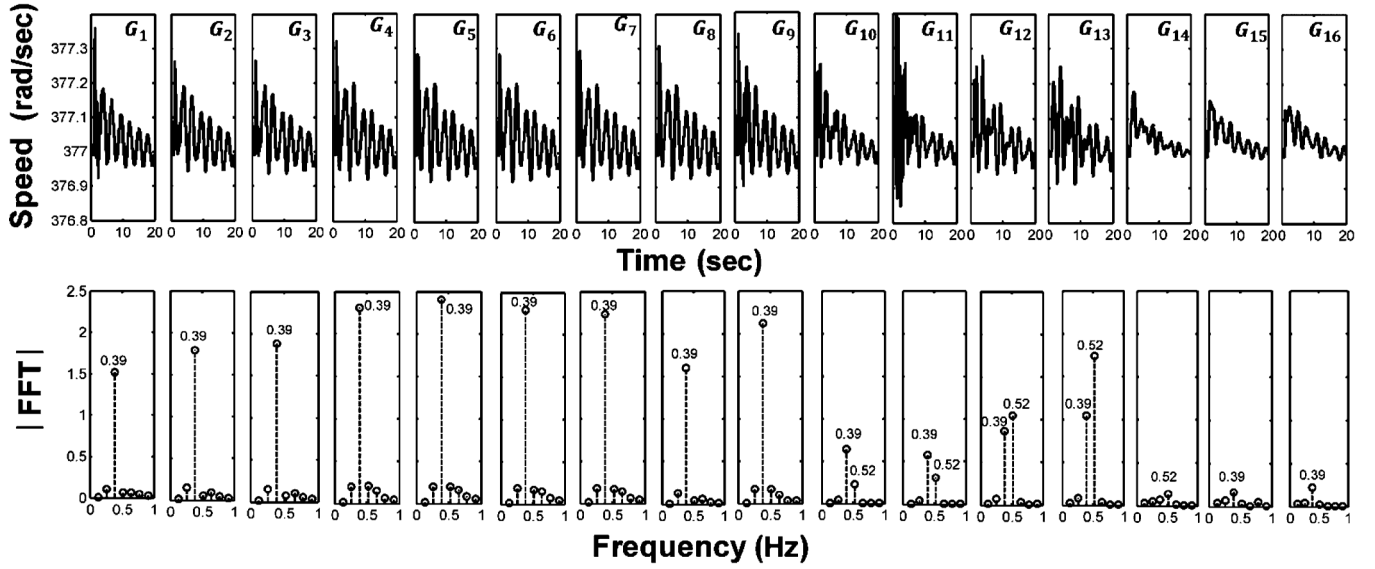 G1 G2 G3 G4 G5 G6 G7 G8 G9 G10 G11 G12 G13 G14 G15 G16
Speed (rad/sec)
377.3
377.2
377.1
377
376.9
376.8
0 10 20 0 10 20 0 10 20 0 10 20 0 10 20 0 10 20 0 10 20 0 10 20 0 10 20 0 10 20 0 10 20 0 10 20 0 10 20 0 10 20 0 10 20 0 10 20
Time (sec)
|FFT|
2.5
2
1.5
1
0.5
0
0.39 0.39 0.39 0.39 0.39 0.39 0.39 0.39 0.39 0.39 0.52 0.39 0.52 0.39 0.52 0.39 0.52 0.52 0.39 0.39
0 0.5 1 0 0.5 1 0 0.5 1 0 0.5 1 0 0.5 1 0 0.5 1 0 0.5 1 0 0.5 1 0 0.5 1 0 0.5 1 0 0.5 1 0 0.5 1 0 0.5 1 0 0.5 1 0 0.5 1 0 0.5 1
Frequency (Hz)